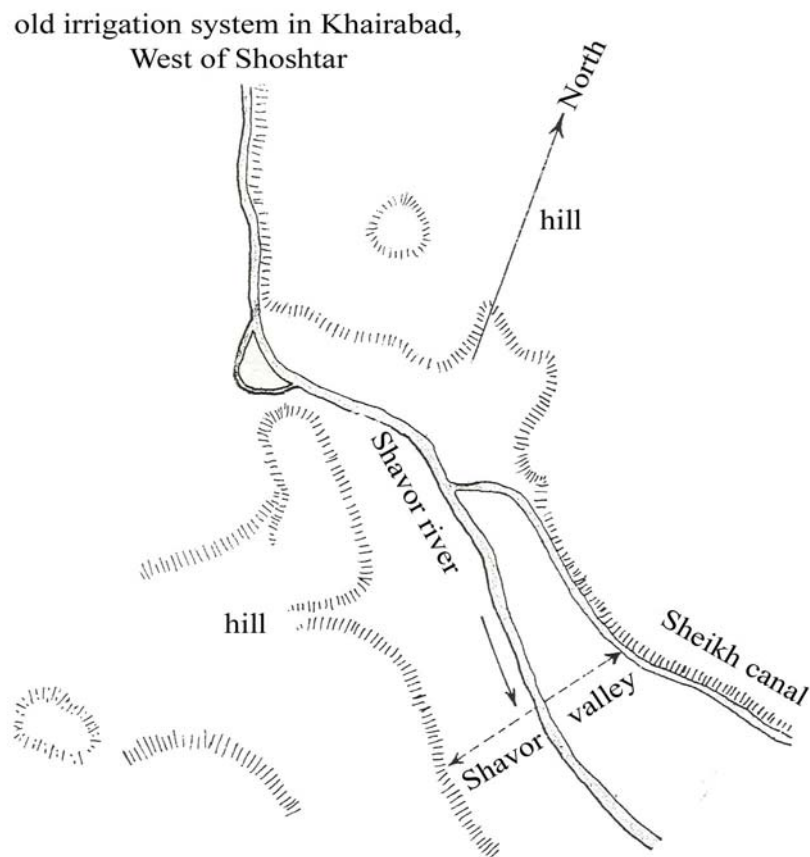 old irrigation system in Khairabad,
West of Shoshtar
North
hill
Shavor river
hill
Sheikh canal
Shavor valley